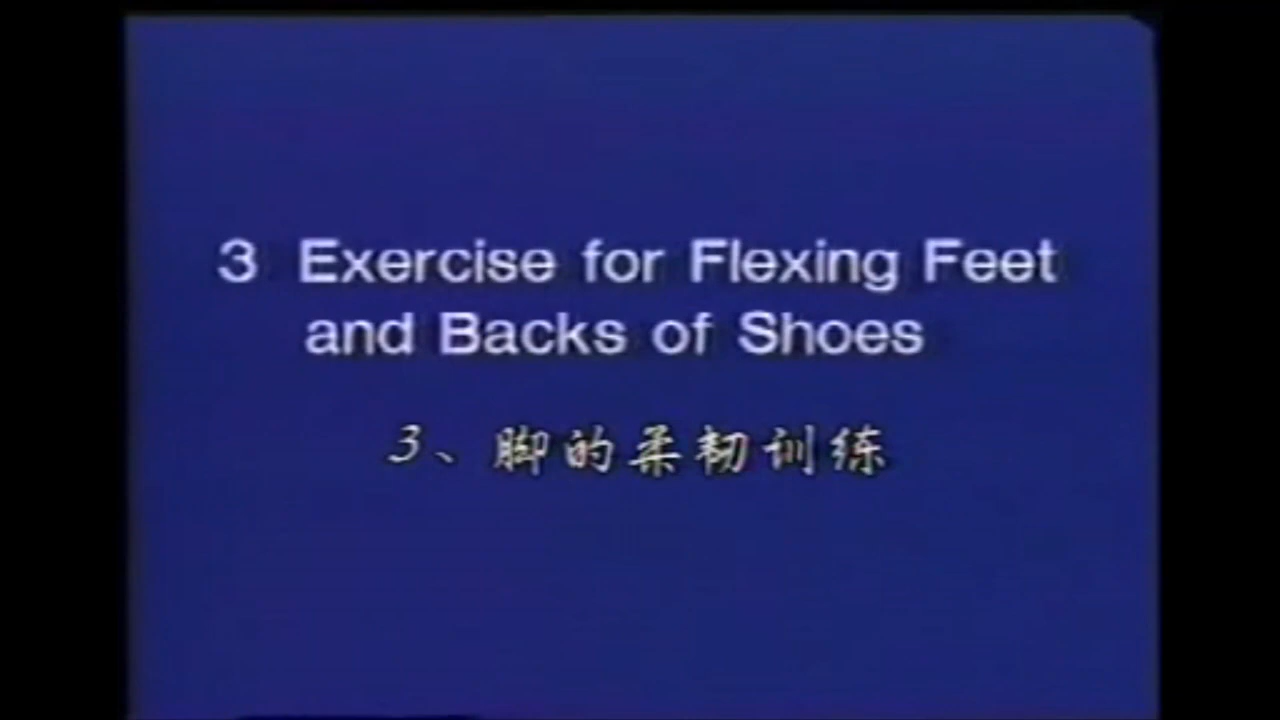 3 Exercise for Flexing Feet
and Backs of Shoes
3、脚的柔韧训练